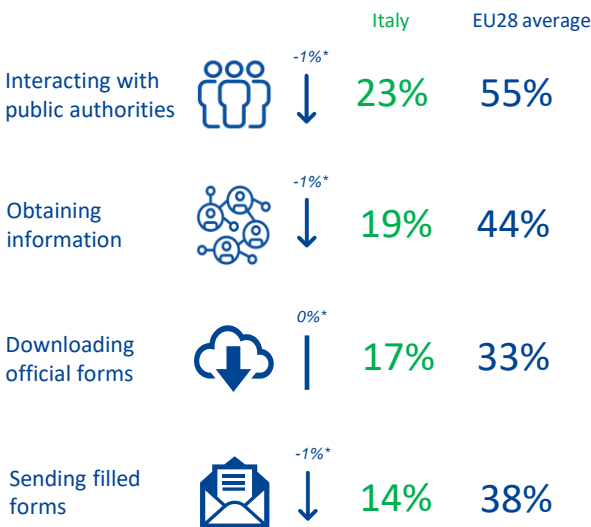 Italy EU28 average
-1%*
Interacting with
public authorities
23% 55%
-1%*
Obtaining
information
19% 44%
0%*
Downloading
official forms
17% 33%
-1%*
Sending filled
forms
14% 38%